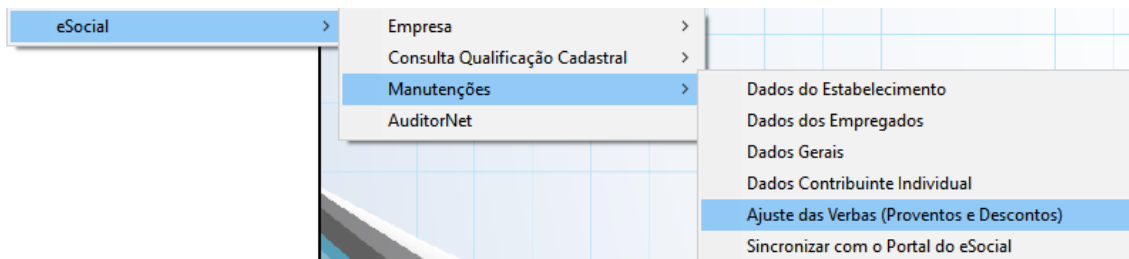 eSocial
Empresa
Consulta Qualificação Cadastral
Manutenções
AuditorNet
Dados do Estabelecimento
Dados dos Empregados
Dados Gerais
Dados Contribuinte Individual
Ajuste das Verbas (Proventos e Descontos)
Sincronizar com o Portal do eSocial